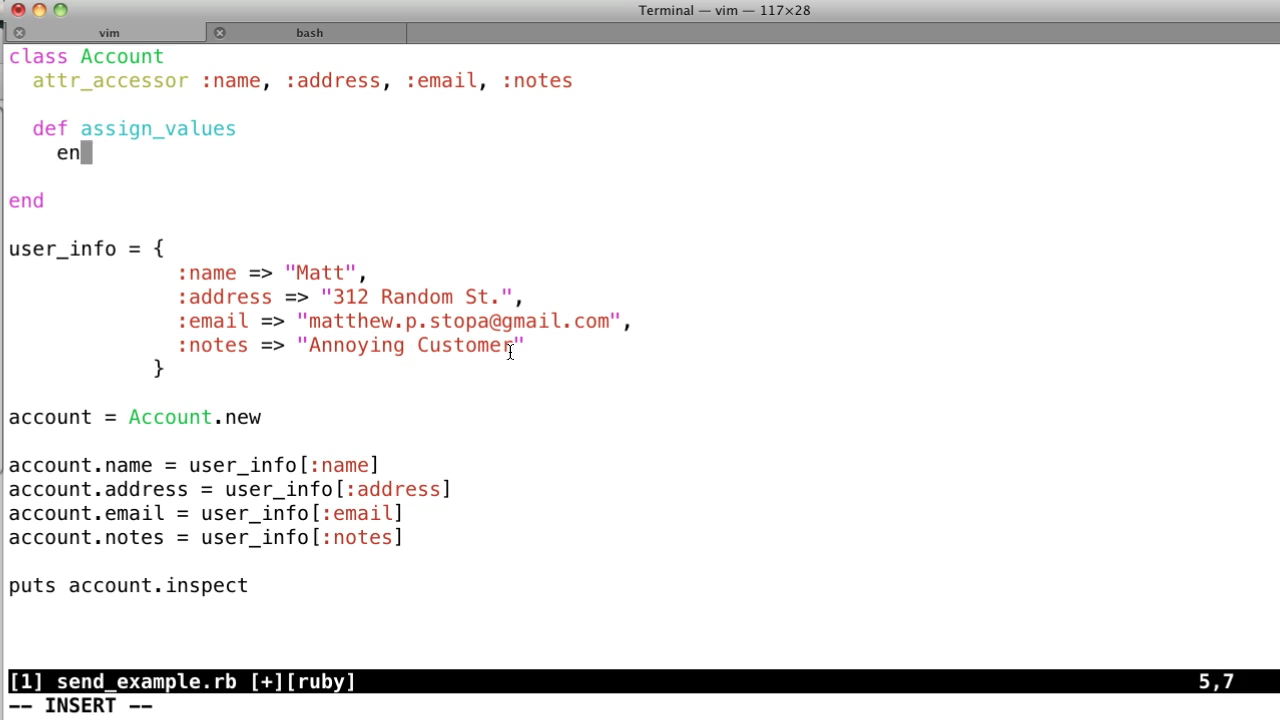 Terminal — vim — 117×28
vim bash
class Account
  attr_accessor :name, :address, :email, :notes
  def assign_values
    en
end
user_info = {
              :name => "Matt",
              :address => "312 Random St.",
              :email => "matthew.p.stopa@gmail.com",
              :notes => "Annoying Customer"
            }
account = Account.new
account.name = user_info[:name]
account.address = user_info[:address]
account.email = user_info[:email]
account.notes = user_info[:notes]
puts account.inspect
[1] send_example.rb [+][ruby] 5,7
-- INSERT --